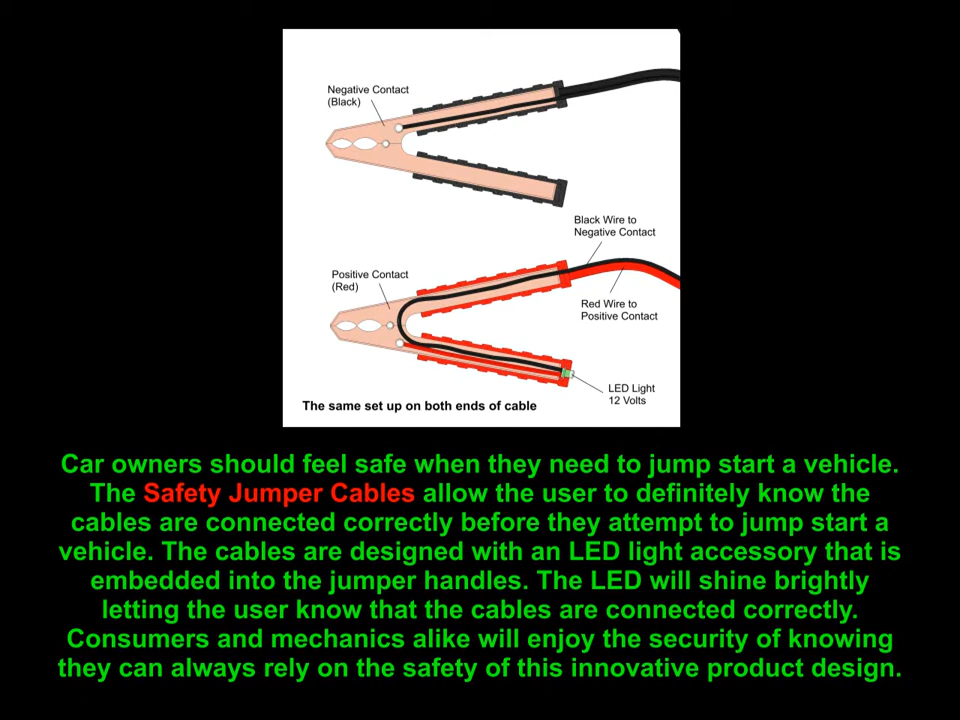 Negative Contact
(Black)
Black Wire to
Negative Contact
Positive Contact
(Red)
Red Wire to
Positive Contact
LED Light
12 Volts
The same set up on both ends of cable
Car owners should feel safe when they need to jump start a vehicle.
The Safety Jumper Cables allow the user to definitely know the
cables are connected correctly before they attempt to jump start a
vehicle. The cables are designed with an LED light accessory that is
embedded into the jumper handles. The LED will shine brightly
letting the user know that the cables are connected correctly.
Consumers and mechanics alike will enjoy the security of knowing
they can always rely on the safety of this innovative product design.